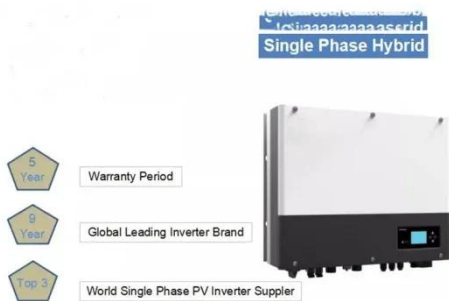 Single Phase Hybrid
5
Year
Warranty Period
9
Year
Global Leading Inverter Brand
Top 3
World Single Phase PV Inverter Suppler